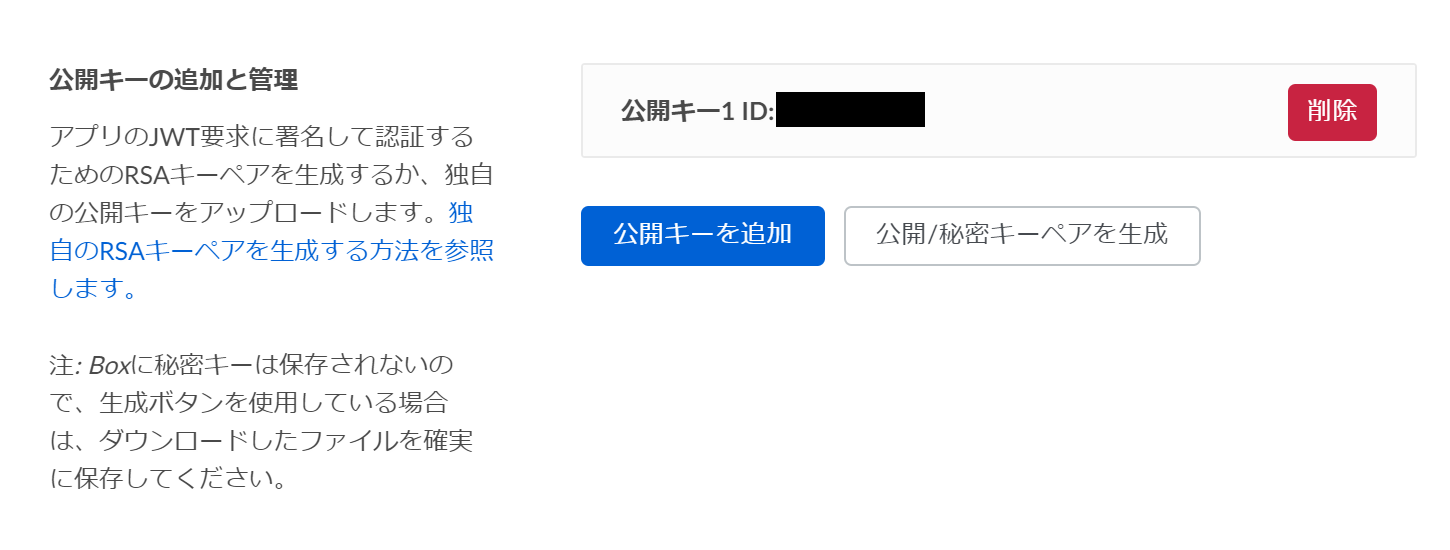 公開キーの追加と管理
アプリのJWT要求に署名して認証する
ためのRSAキーペアを生成するか、独自
の公開キーをアップロードします。独
自のRSAキーペアを生成する方法を参照
します。
注: Boxに秘密キーは保存されないの
で、生成ボタンを使用している場合
は、ダウンロードしたファイルを確実
に保存してください。
公開キー1 ID:
削除
公開キーを追加
公開/秘密キーペアを生成